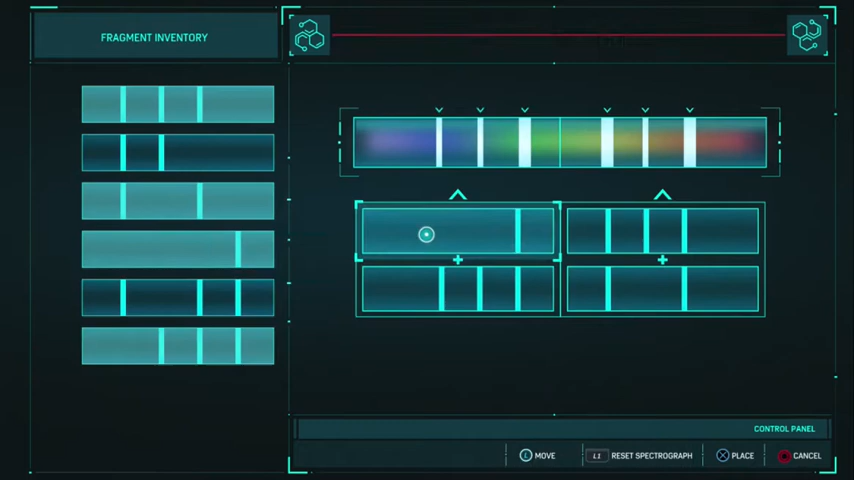 FRAGMENT INVENTORY
CONTROL PANEL
L MOVE
L1 RESET SPECTROGRAPH
PLACE
CANCEL